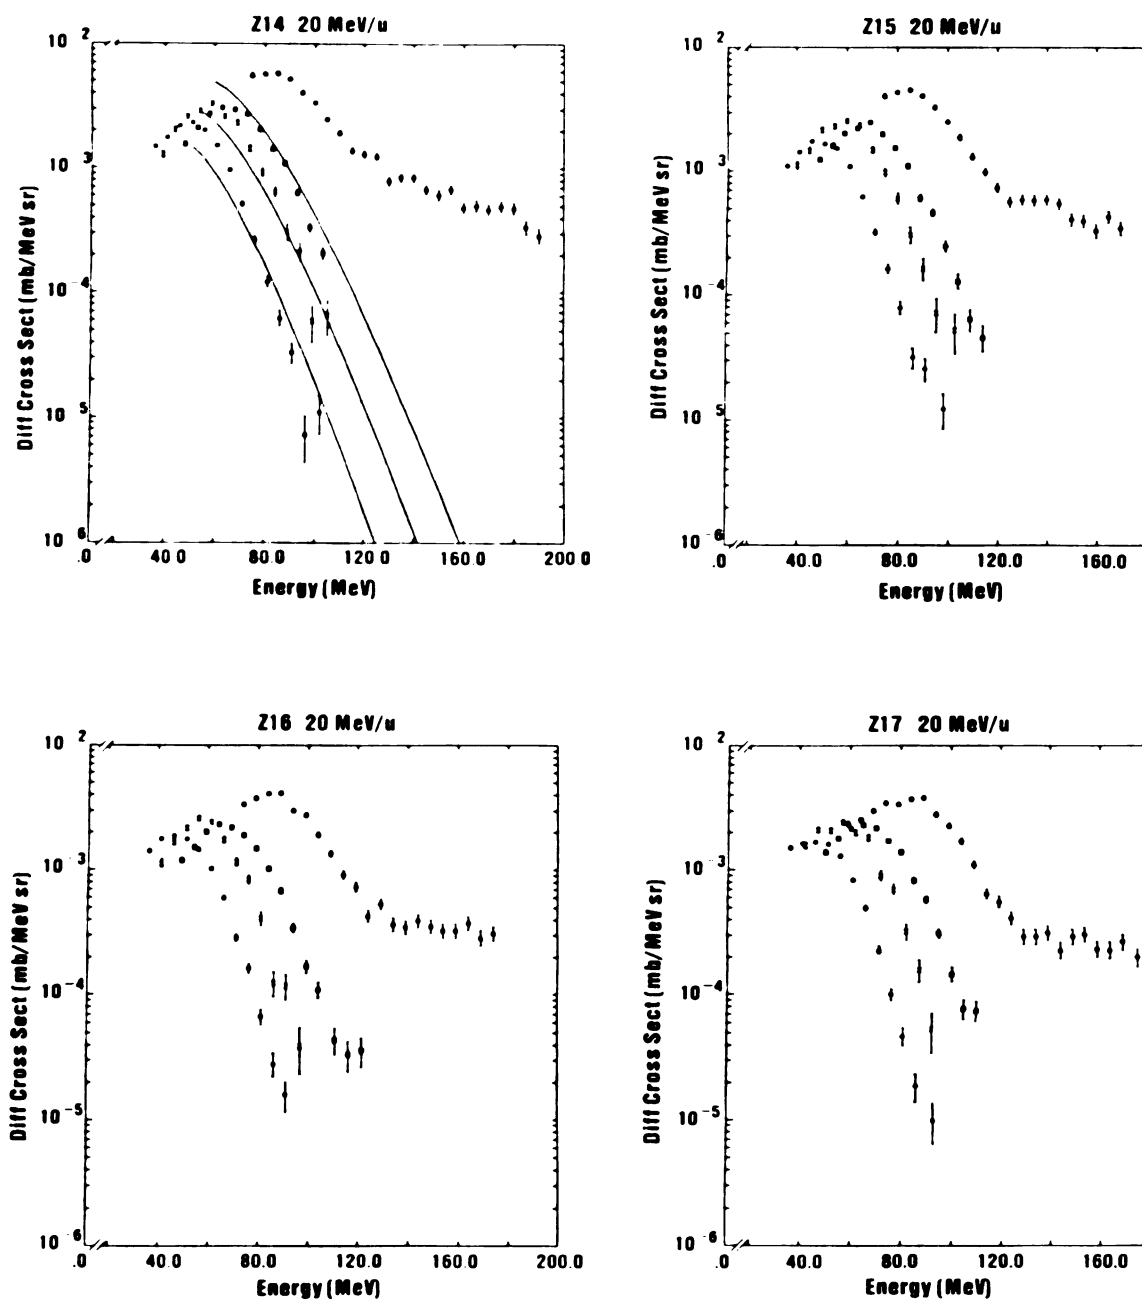 Z14 20 MeV/u
10 2
10 3
10 -4
10 5
10 6
Diff Cross Sect (mb/MeV sr)
.0 40.0 80.0 120.0 160.0 200.0
Energy (MeV)
Z15 20 MeV/u
10 -2
10 -3
10 -4
10 -5
10 -6
Diff Cross Sect (mb/MeV sr)
.0 40.0 80.0 120.0 160.0
Energy (MeV)
Z16 20 MeV/u
10 2
10 -3
10 -4
10 -5
10 -6
Diff Cross Sect (mb/MeV sr)
.0 40.0 80.0 120.0 160.0 200.0
Energy (MeV)
Z17 20 MeV/u
10 2
10 -3
10 -4
10 -5
10 -6
Diff Cross Sect (mb/MeV sr)
.0 40.0 80.0 120.0 160.0
Energy (MeV)